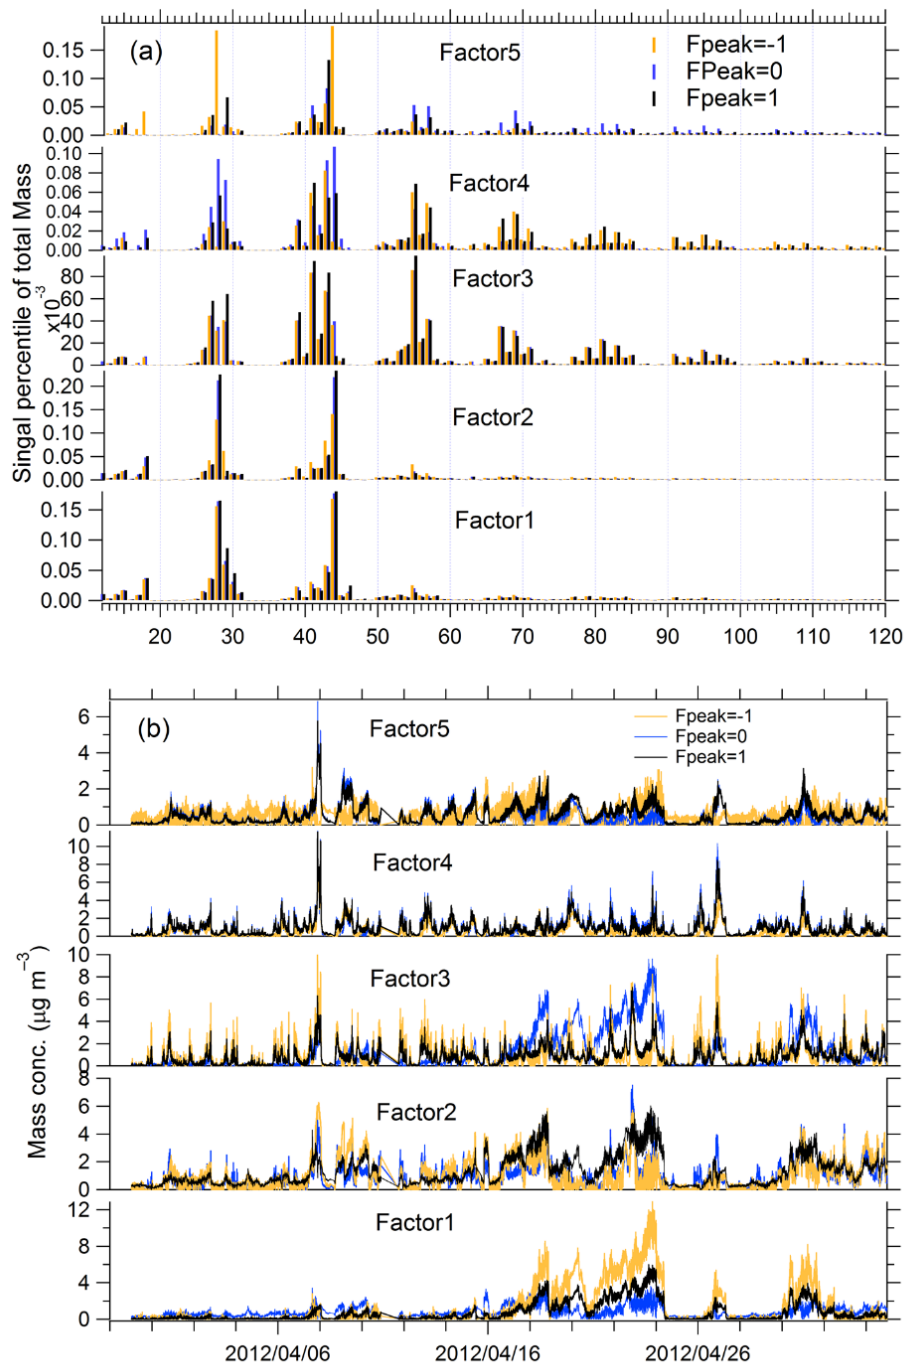 (a)
Factor5
Fpeak=-1
FPeak=0
Fpeak=1
0.15
0.10
0.05
0.00
Factor4
0.10
0.08
0.06
0.04
0.02
0.00
Factor3
80
60
40
20
0
x10⁻³
Factor2
0.20
0.15
0.10
0.05
0.00
Factor1
0.15
0.10
0.05
0.00
Singal percentile of total Mass
20 30 40 50 60 70 80 90 100 110 120
(b)
Factor5
Fpeak=-1
Fpeak=0
Fpeak=1
6
4
2
0
Factor4
10
8
6
4
2
0
Factor3
10
8
6
4
2
0
Factor2
8
6
4
2
0
Factor1
12
8
4
0
Mass conc. (µg m⁻³)
2012/04/06 2012/04/16 2012/04/26